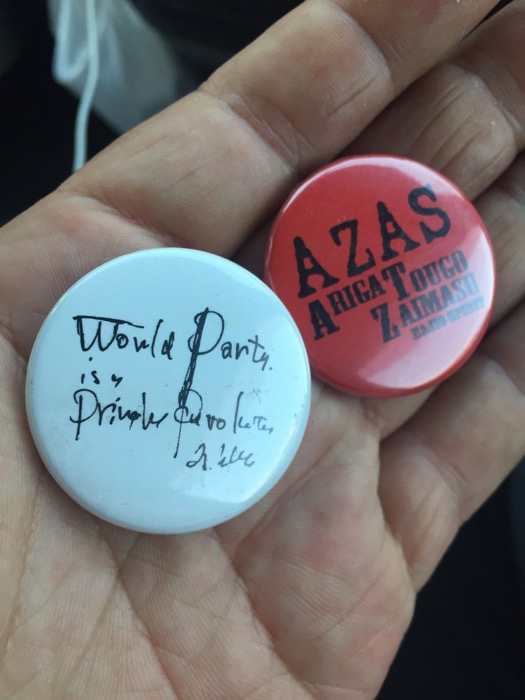 World Party.
is a
Private Revolution
AZAS
ARIGATOUGO
ZAIMASU